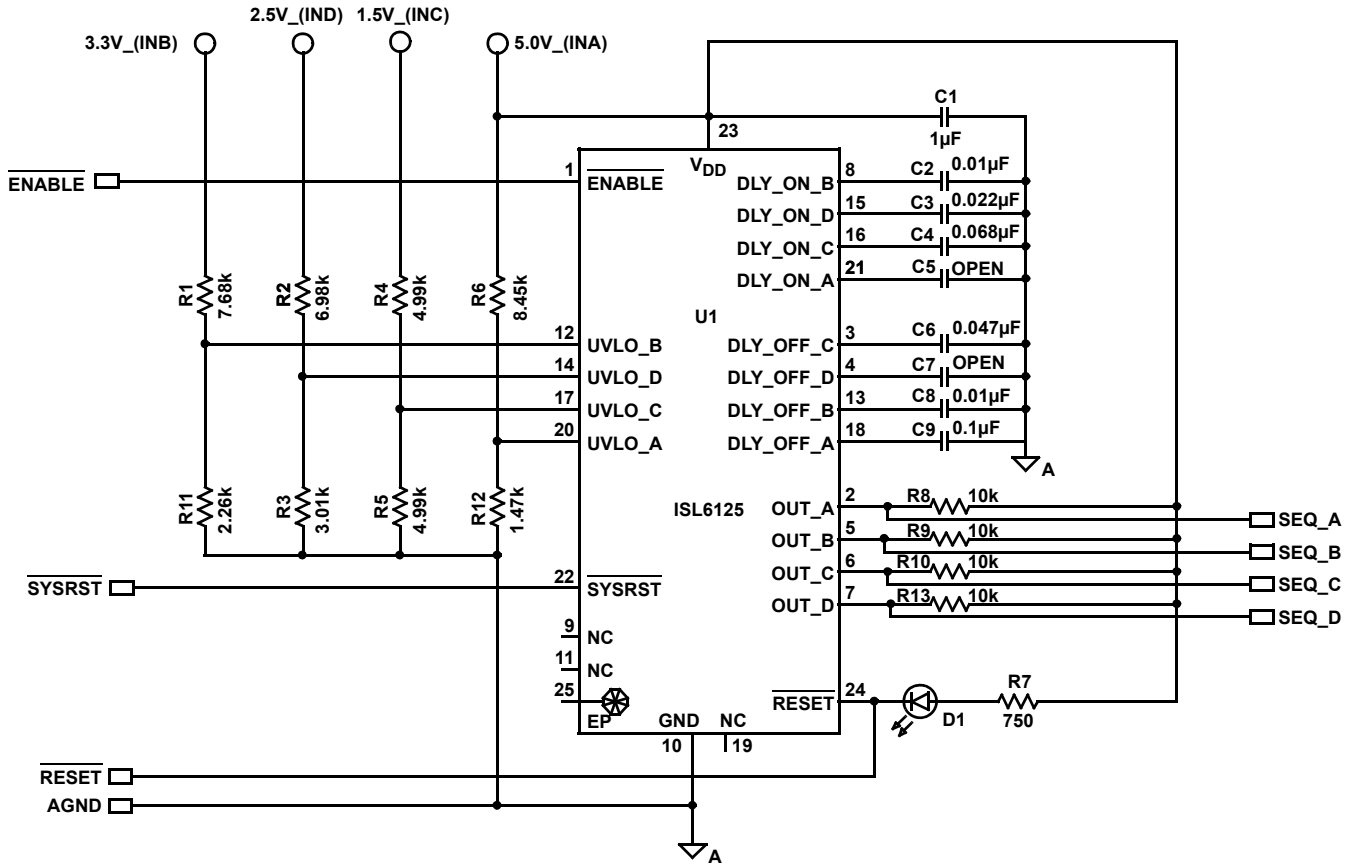 2.5V_(IND) 1.5V_(INC)
3.3V_(INB)
5.0V_(INA)
C1
1µF
23
VDD
ENABLE
1
ENABLE
DLY_ON_B
8
C2
0.01µF
DLY_ON_D
15
C3
0.022µF
DLY_ON_C
16
C4
0.068µF
DLY_ON_A
21
C5
OPEN
R1
7.68k
R2
6.98k
R4
4.99k
R6
8.45k
U1
12
UVLO_B
DLY_OFF_C
3
C6
0.047µF
14
UVLO_D
DLY_OFF_D
4
C7
OPEN
17
UVLO_C
DLY_OFF_B
13
C8
0.01µF
20
UVLO_A
DLY_OFF_A
18
C9
0.1µF
A
R11
2.26k
R3
3.01k
R5
4.99k
R12
1.47k
ISL6125
OUT_A
2
R8
10k
SEQ_A
OUT_B
5
R9
10k
SEQ_B
OUT_C
6
R10
10k
SEQ_C
OUT_D
7
R13
10k
SEQ_D
SYSRST
22
SYSRST
9
NC
11
NC
25
EP
RESET
24
D1
R7
750
GND
10
NC
19
RESET
AGND
A